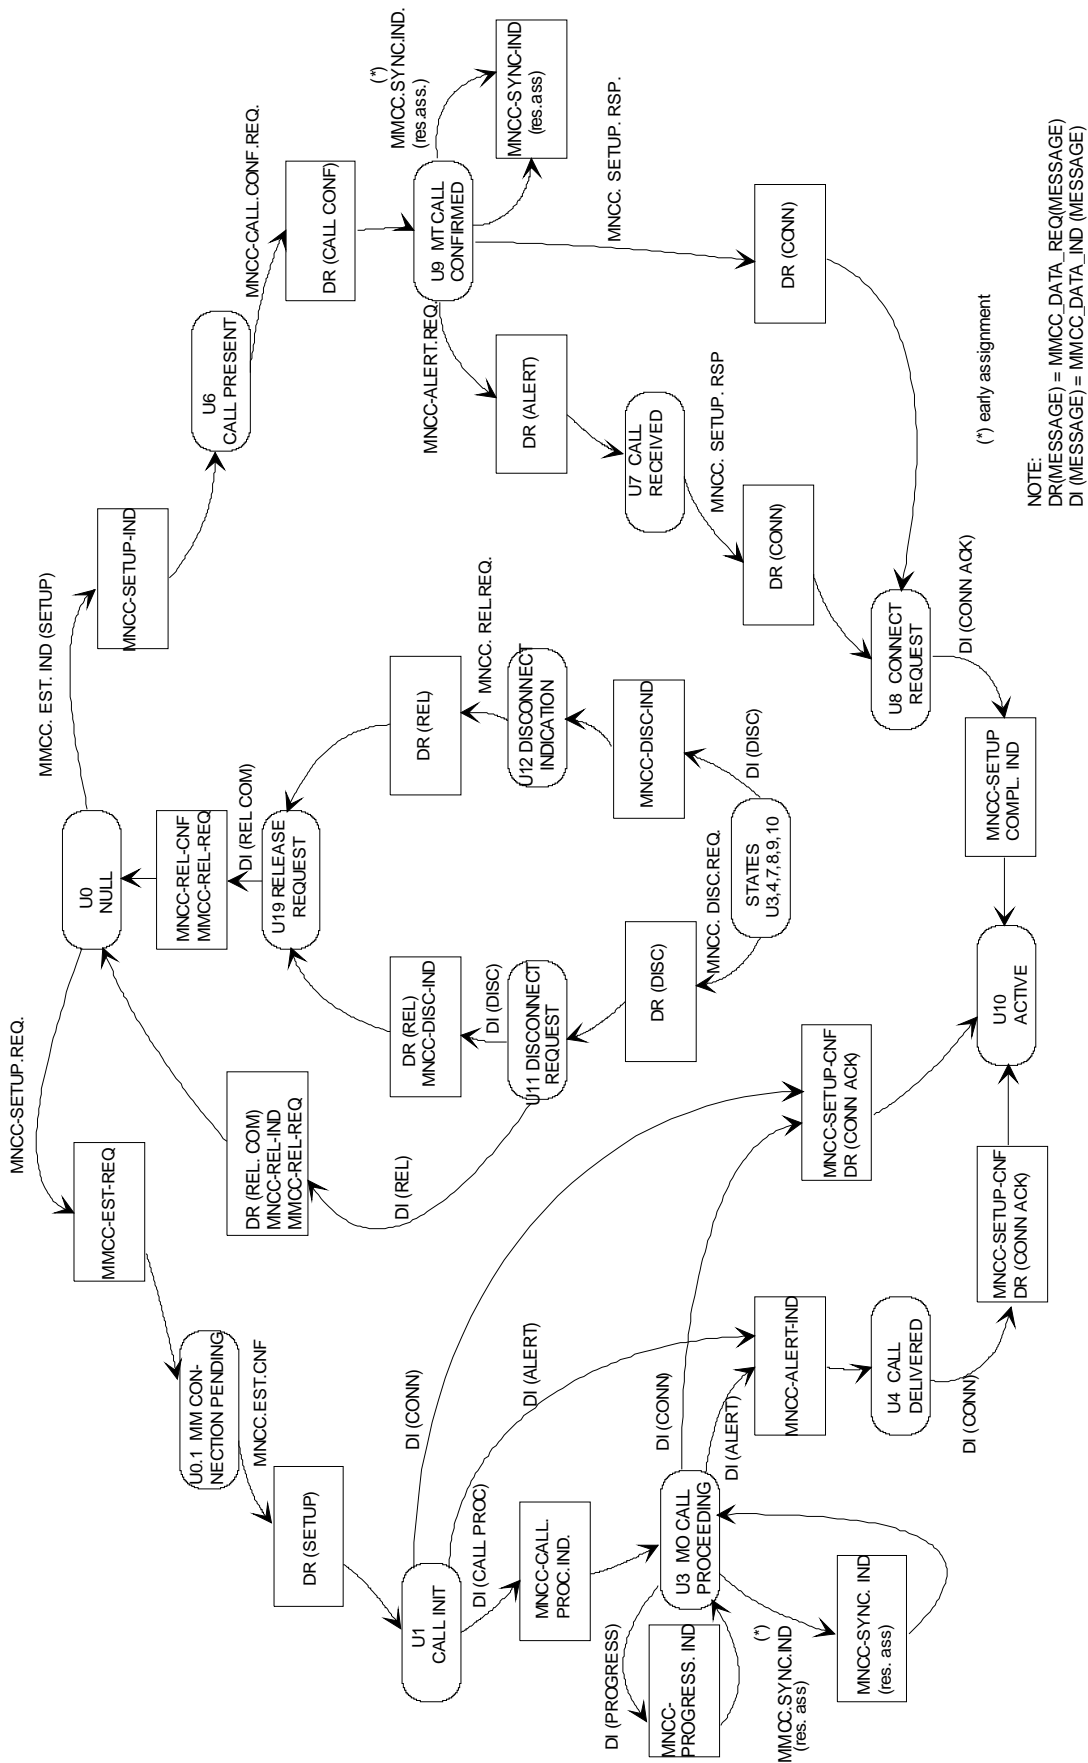 MNCC-SETUP.REQ.
MMCC. EST. IND (SETUP)
U0
NULL
MMCC-EST-REQ
U0.1 MM CON-
NECTION PENDING
MNCC.EST.CNF
DR (SETUP)
U1
CALL INIT
DI (CALL PROC)
MNCC-CALL.
PROC.IND.
DI (CONN)
DI (ALERT)
U3 MO CALL
PROCEEDING
DI (PROGRESS)
MNCC-
PROGRESS. IND
(*)
MMCC.SYNC.IND
(res. ass)
MNCC-SYNC. IND
(res. ass)
DI (CONN)
DI (ALERT)
MNCC-ALERT-IND
U4 CALL
DELIVERED
DI (CONN)
MNCC-SETUP-CNF
DR (CONN ACK)
MNCC-SETUP-CNF
DR (CONN ACK)
U10
ACTIVE
MNCC-REL-CNF
MMCC-REL-REQ
DI (REL COM)
U19 RELEASE
REQUEST
DR (REL. COM)
MNCC-REL-IND
MMCC-REL-REQ
DI (REL)
DR (REL)
MNCC-DISC-IND
DI (DISC)
U11 DISCONNECT
REQUEST
DR (DISC)
MNCC. DISC.REQ.
STATES
U3,4,7,8,9,10
DI (DISC)
MNCC-DISC-IND
U12 DISCONNECT
INDICATION
MNCC. REL.REQ.
DR (REL)
MNCC-SETUP-IND
U6
CALL PRESENT
MNCC-CALL.CONF.REQ.
DR (CALL CONF)
U9 MT CALL
CONFIRMED
(*)
MMCC.SYNC.IND.
(res.ass.)
MNCC-SYNC-IND
(res.ass)
MNCC-ALERT.REQ.
DR (ALERT)
U7 CALL
RECEIVED
MNCC. SETUP. RSP
DR (CONN)
MNCC. SETUP. RSP.
DR (CONN)
U8 CONNECT
REQUEST
DI (CONN ACK)
MNCC-SETUP
COMPL. IND
(*) early assignment
NOTE:
DR(MESSAGE) = MMCC_DATA_REQ(MESSAGE)
DI (MESSAGE) = MMCC_DATA_IND (MESSAGE)